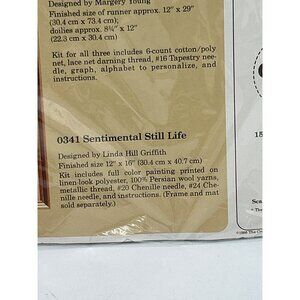 Designed by Margery Young
Finished size of runner approx. 12" x 29"
(30.4 cm x 73.4 cm);
doilies approx. 8¾" x 12"
(22.3 cm x 30.4 cm)
Kit for all three includes 6-count cotton/poly
net, lace net darning thread, #16 Tapestry nee-
dle, graph, alphabet to personalize, and
instructions.
0341 Sentimental Still Life
Designed by Linda Hill Griffith
Finished size 12" x 16" (30.4 cm x 40.7 cm)
Kit includes full color painting printed on
linen-look polyester, 100% Persian wool yarns,
metallic thread, #20 Chenille needle, #24 Che-
nille needle, and instructions. (Frame and mat
sold separately.)